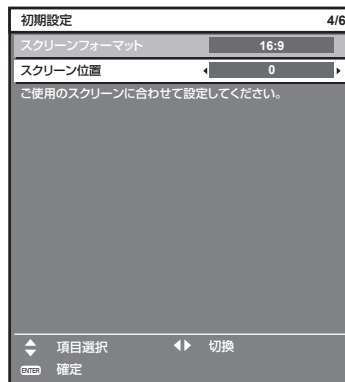 初期設定 4/6
スクリーンフォーマット 16:9
スクリーン位置 0
ご使用のスクリーンに合わせて設定してください。
項目選択 切換
ENTER 確定